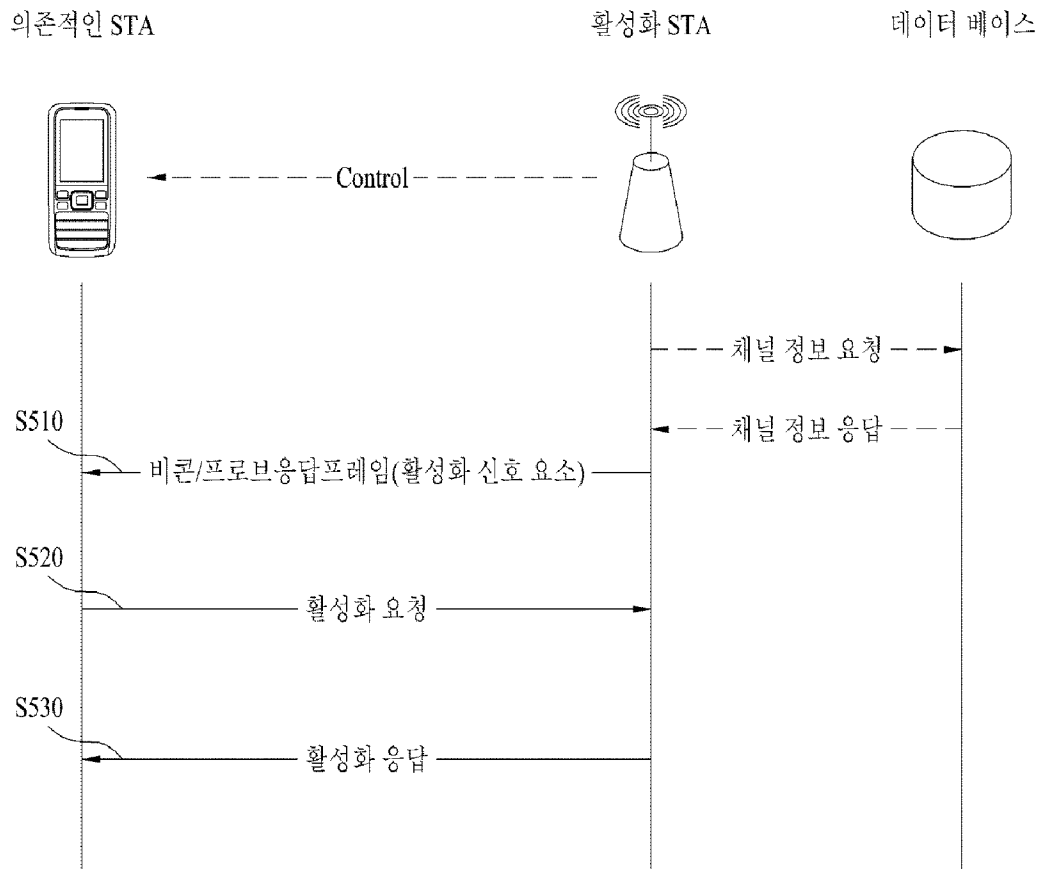 의존적인 STA
활성화 STA
데이터 베이스
Control
채널 정보 요청
채널 정보 응답
S510
비콘/프로브응답프레임(활성화 신호 요소)
S520
활성화 요청
S530
활성화 응답